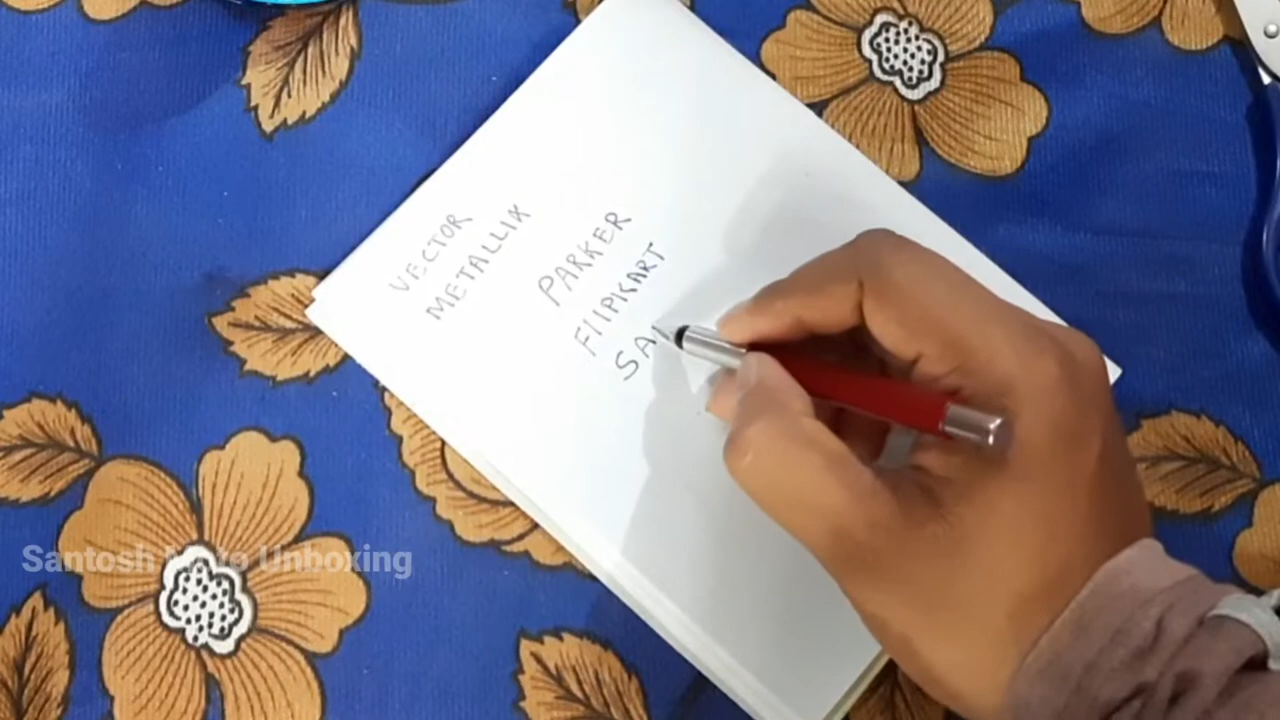 VECTOR
METALLIX
PARKER
FlIPKART
SA
Santosh Unboxing